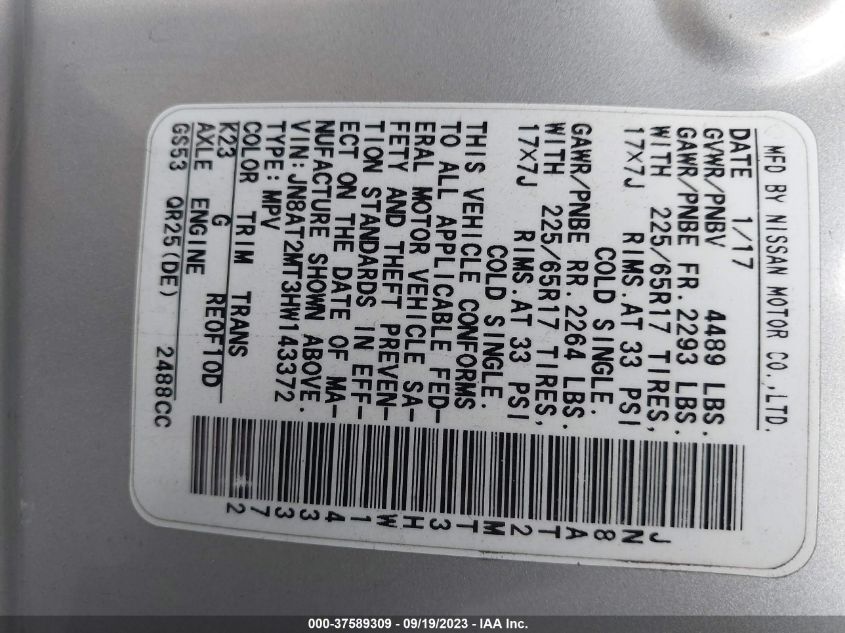 MFD BY NISSAN MOTOR CO.,LTD.
DATE 1/17
GVWR/PNBV 4489 LBS.
GAWR/PNBE FR.2293 LBS.
WITH 225/65R17 TIRES,
17X7J RIMS.AT 33 PSI
COLD SINGLE.
GAWR/PNBE RR.2264 LBS.
WITH 225/65R17 TIRES,
17X7J RIMS.AT 33 PSI
COLD SINGLE.
THIS VEHICLE CONFORMS
TO ALL APPLICABLE FED-
ERAL MOTOR VEHICLE SA-
FETY AND THEFT PREVEN-
TION STANDARDS IN EFF-
ECT ON THE DATE OF MA-
NUFACTURE SHOWN ABOVE.
VIN:JN8AT2MT3HW143372
TYPE:MPV
COLOR TRIM TRANS
K23 G RE0F10D
AXLE ENGINE
GS53 QR25(DE) 2488CC
JN8AT2MT3HW143372
000-37589309 - 09/19/2023 - IAA Inc.